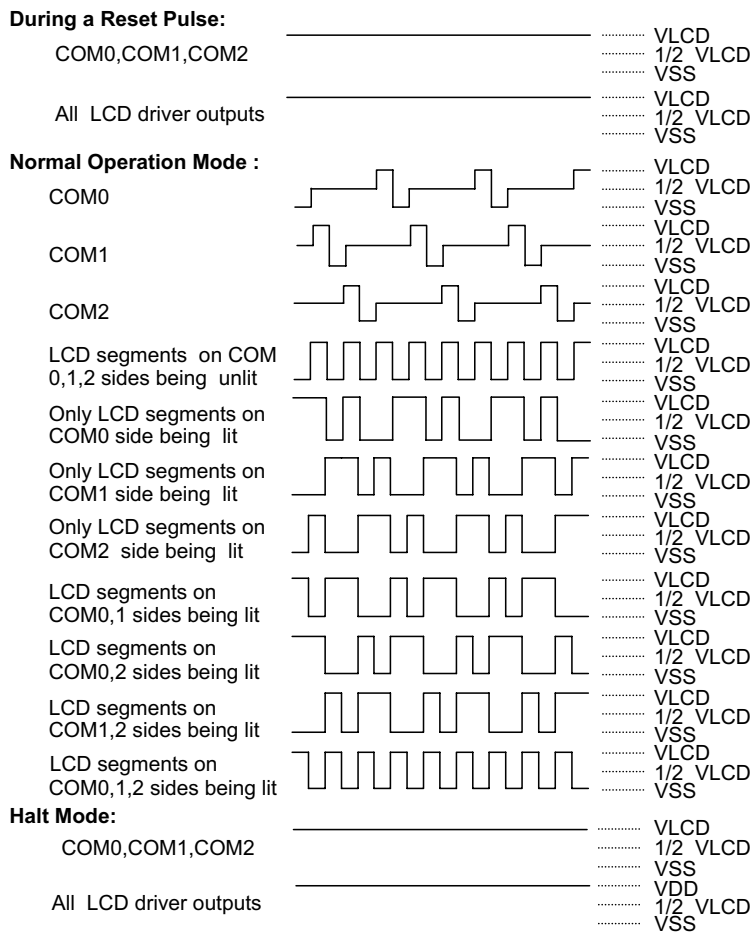 During a Reset Pulse:
VLCD
COM0,COM1,COM2
1/2 VLCD
VSS
VLCD
All LCD driver outputs
1/2 VLCD
VSS
Normal Operation Mode :
VLCD
COM0
1/2 VLCD
VSS
VLCD
COM1
1/2 VLCD
VSS
VLCD
COM2
1/2 VLCD
VSS
LCD segments on COM
0,1,2 sides being unlit
VLCD
1/2 VLCD
VSS
Only LCD segments on
COM0 side being lit
VLCD
1/2 VLCD
VSS
Only LCD segments on
COM1 side being lit
VLCD
1/2 VLCD
VSS
Only LCD segments on
COM2 side being lit
VLCD
1/2 VLCD
VSS
LCD segments on
COM0,1 sides being lit
VLCD
1/2 VLCD
VSS
LCD segments on
COM0,2 sides being lit
VLCD
1/2 VLCD
VSS
LCD segments on
COM1,2 sides being lit
VLCD
1/2 VLCD
VSS
LCD segments on
COM0,1,2 sides being lit
VLCD
1/2 VLCD
VSS
Halt Mode:
VLCD
COM0,COM1,COM2
1/2 VLCD
VSS
VDD
All LCD driver outputs
1/2 VLCD
VSS